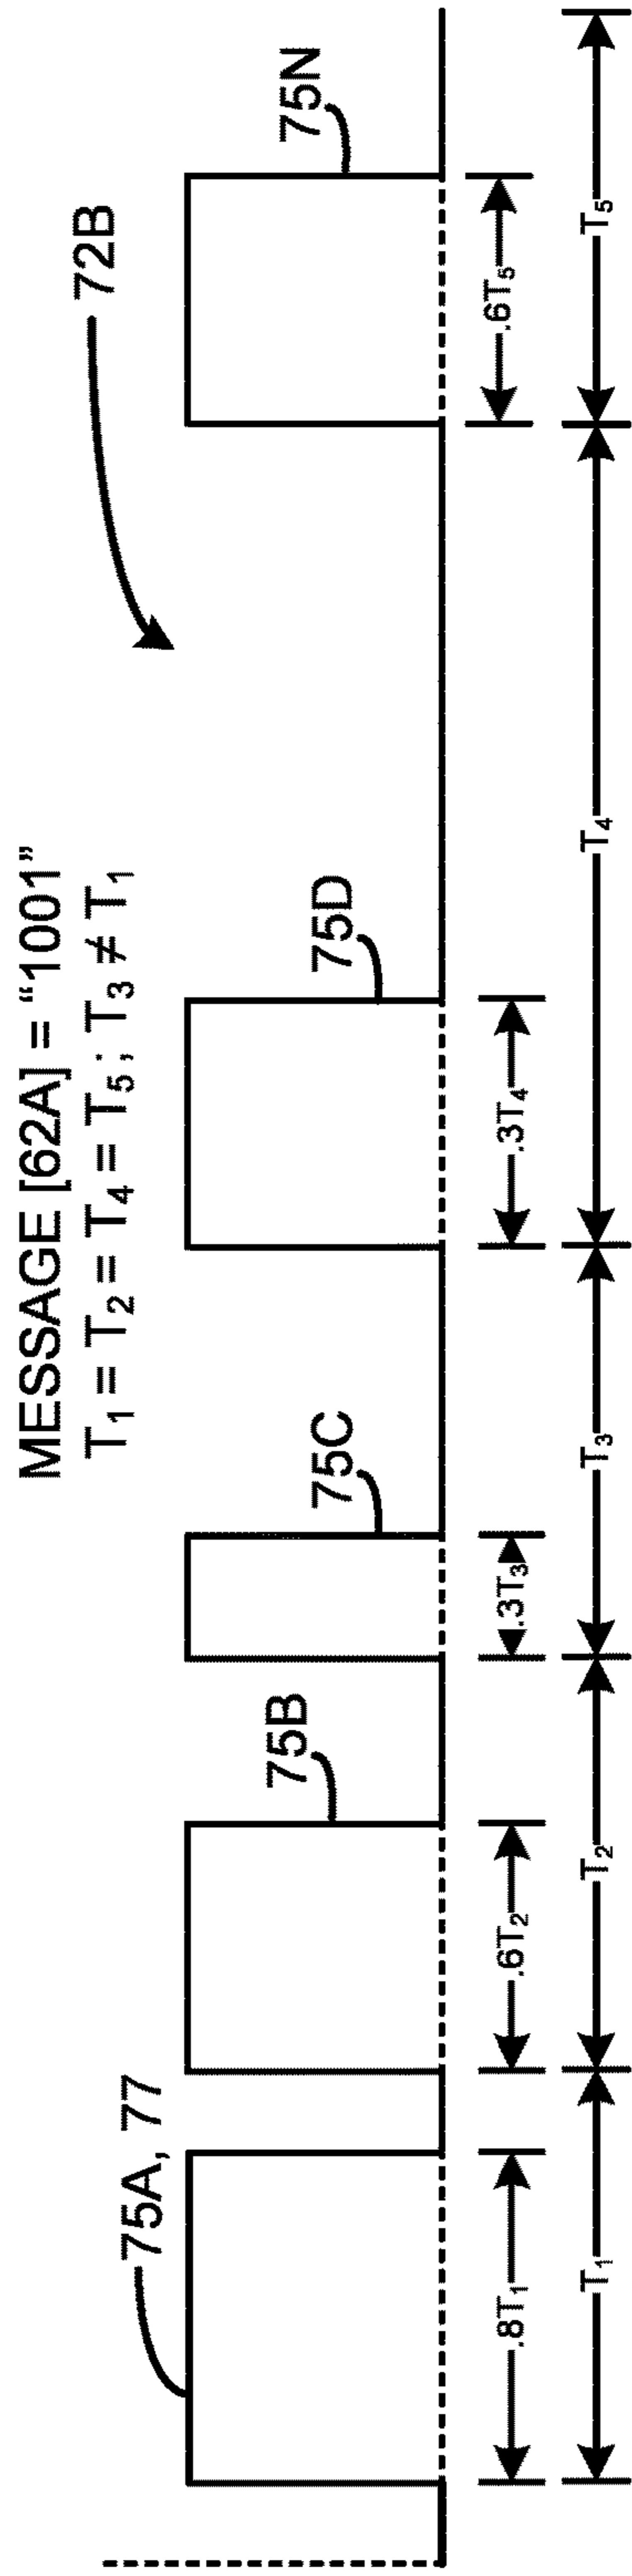 MESSAGE [62A] = “1001”
T₁ = T₂ = T₄ = T₅; T₃ ≠ T₁
72B
75A, 77
75B
75C
75D
75N
.8T₁
.6T₂
.3T₃
.3T₄
.6T₅
T₁
T₂
T₃
T₄
T₅